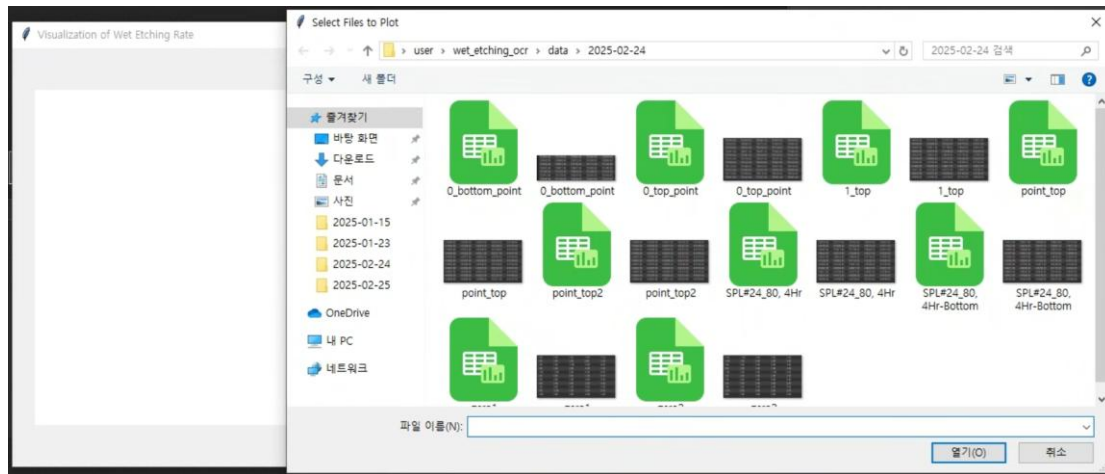 Visualization of Wet Etching Rate
Select Files to Plot
user › wet_etching_ocr › data › 2025-02-24
2025-02-24 검색
구성
새 폴더
즐겨찾기
바탕 화면
다운로드
문서
사진
2025-01-15
2025-01-23
2025-02-24
2025-02-25
OneDrive
내 PC
네트워크
0_bottom_point
0_bottom_point
0_top_point
0_top_point
1_top
1_top
point_top
point_top
point_top2
point_top2
SPL#24_80, 4Hr
SPL#24_80, 4Hr
SPL#24_80,
4Hr-Bottom
SPL#24_80,
4Hr-Bottom
파일 이름(N):
열기(O)
취소